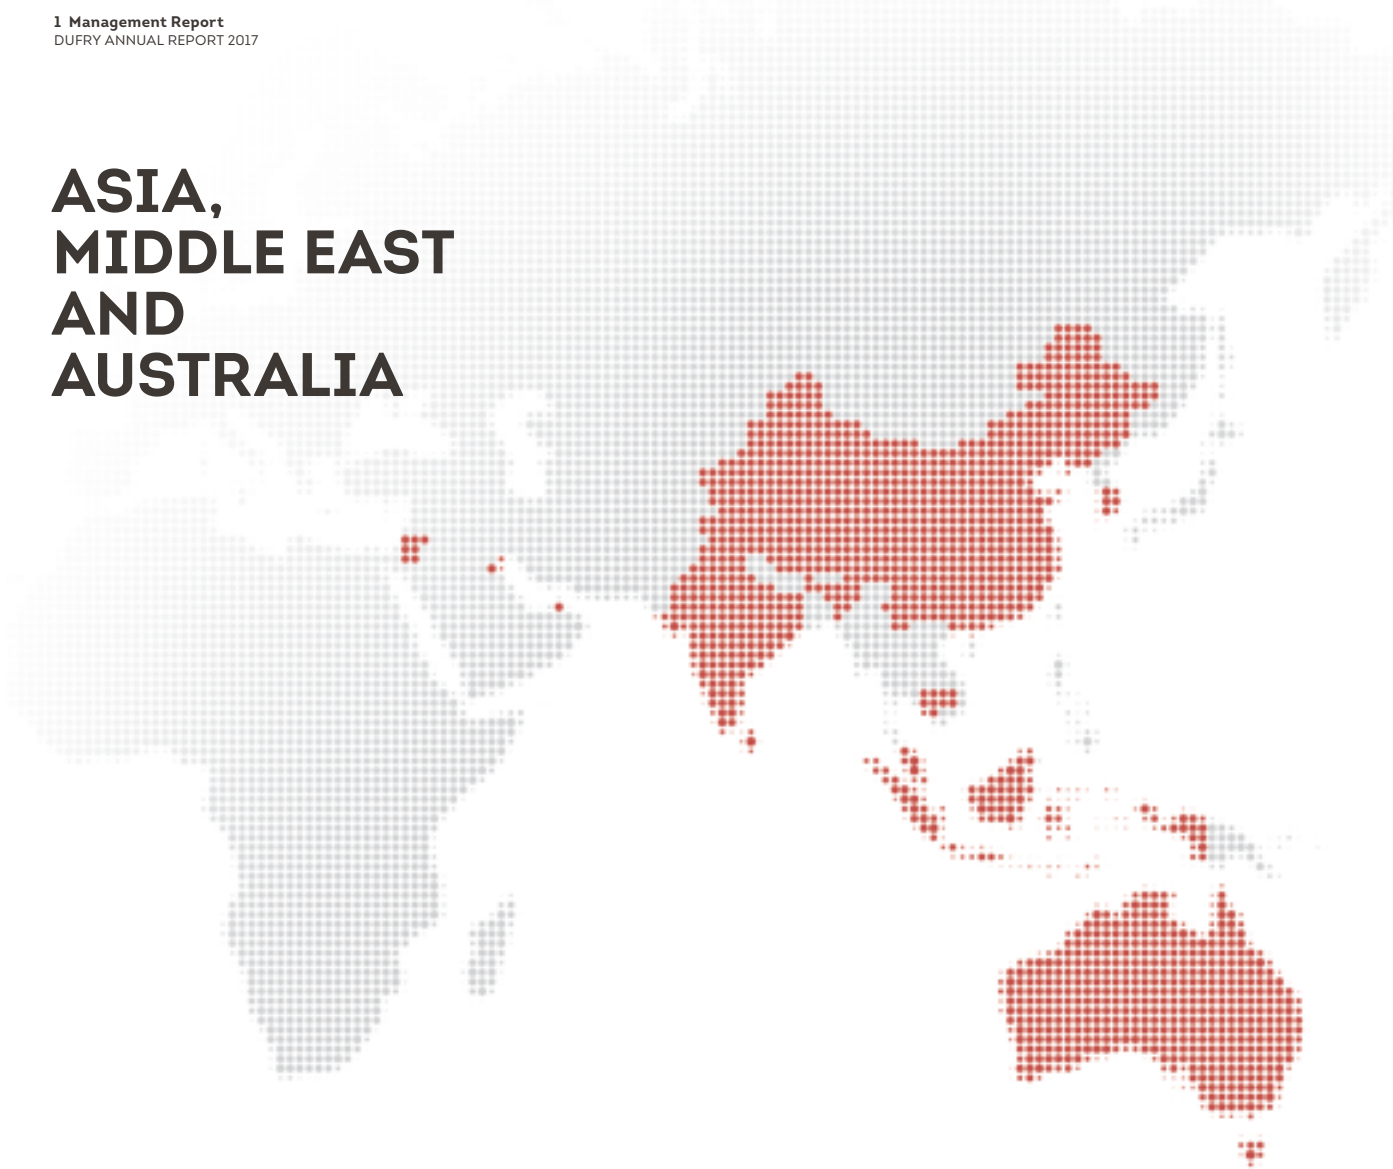 1 Management Report
DUFRY ANNUAL REPORT 2017
ASIA,
MIDDLE EAST
AND
AUSTRALIA